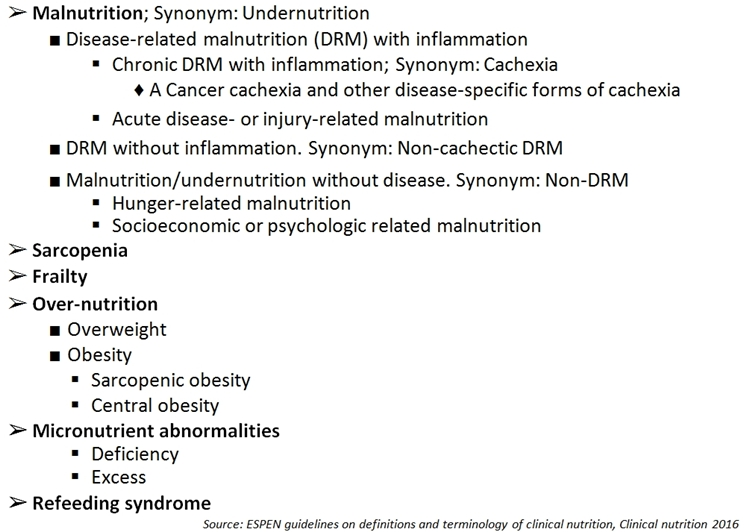 ➢ Malnutrition; Synonym: Undernutrition
■ Disease-related malnutrition (DRM) with inflammation
▪ Chronic DRM with inflammation; Synonym: Cachexia
♦ A Cancer cachexia and other disease-specific forms of cachexia
▪ Acute disease- or injury-related malnutrition
■ DRM without inflammation. Synonym: Non-cachectic DRM
■ Malnutrition/undernutrition without disease. Synonym: Non-DRM
▪ Hunger-related malnutrition
▪ Socioeconomic or psychologic related malnutrition
➢ Sarcopenia
➢ Frailty
➢ Over-nutrition
■ Overweight
■ Obesity
▪ Sarcopenic obesity
▪ Central obesity
➢ Micronutrient abnormalities
▪ Deficiency
▪ Excess
➢ Refeeding syndrome
Source: ESPEN guidelines on definitions and terminology of clinical nutrition, Clinical nutrition 2016